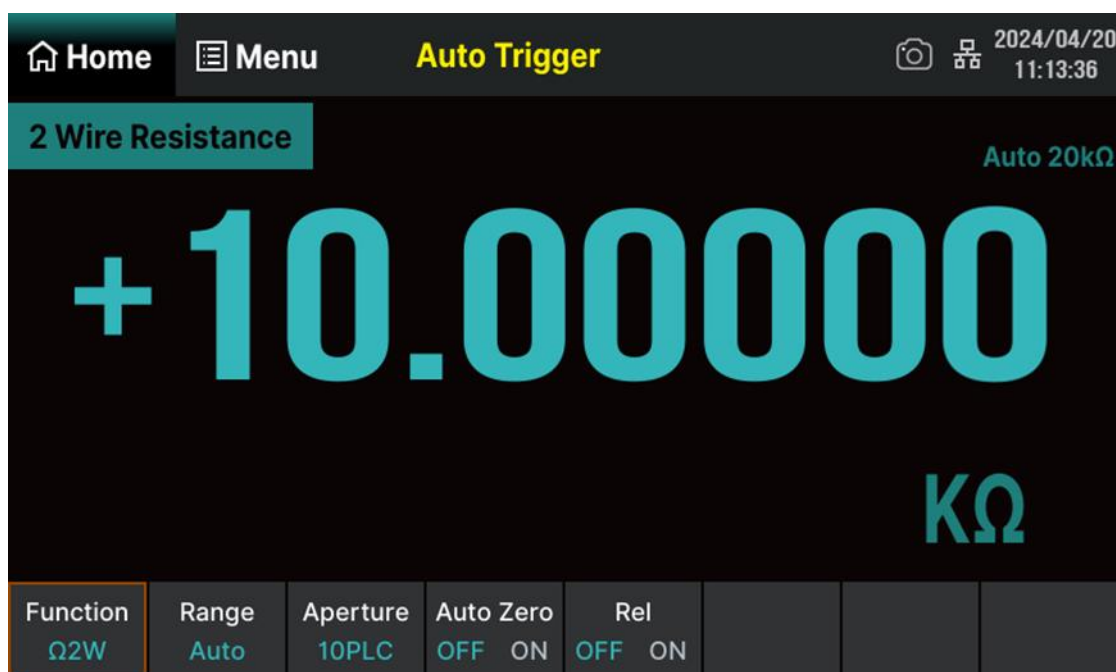 Home Menu Auto Trigger 2024/04/20
11:13:36
2 Wire Resistance
Auto 20kΩ
+10.00000
KΩ
Function Range Aperture Auto Zero Rel
Ω2W Auto 10PLC OFF ON OFF ON